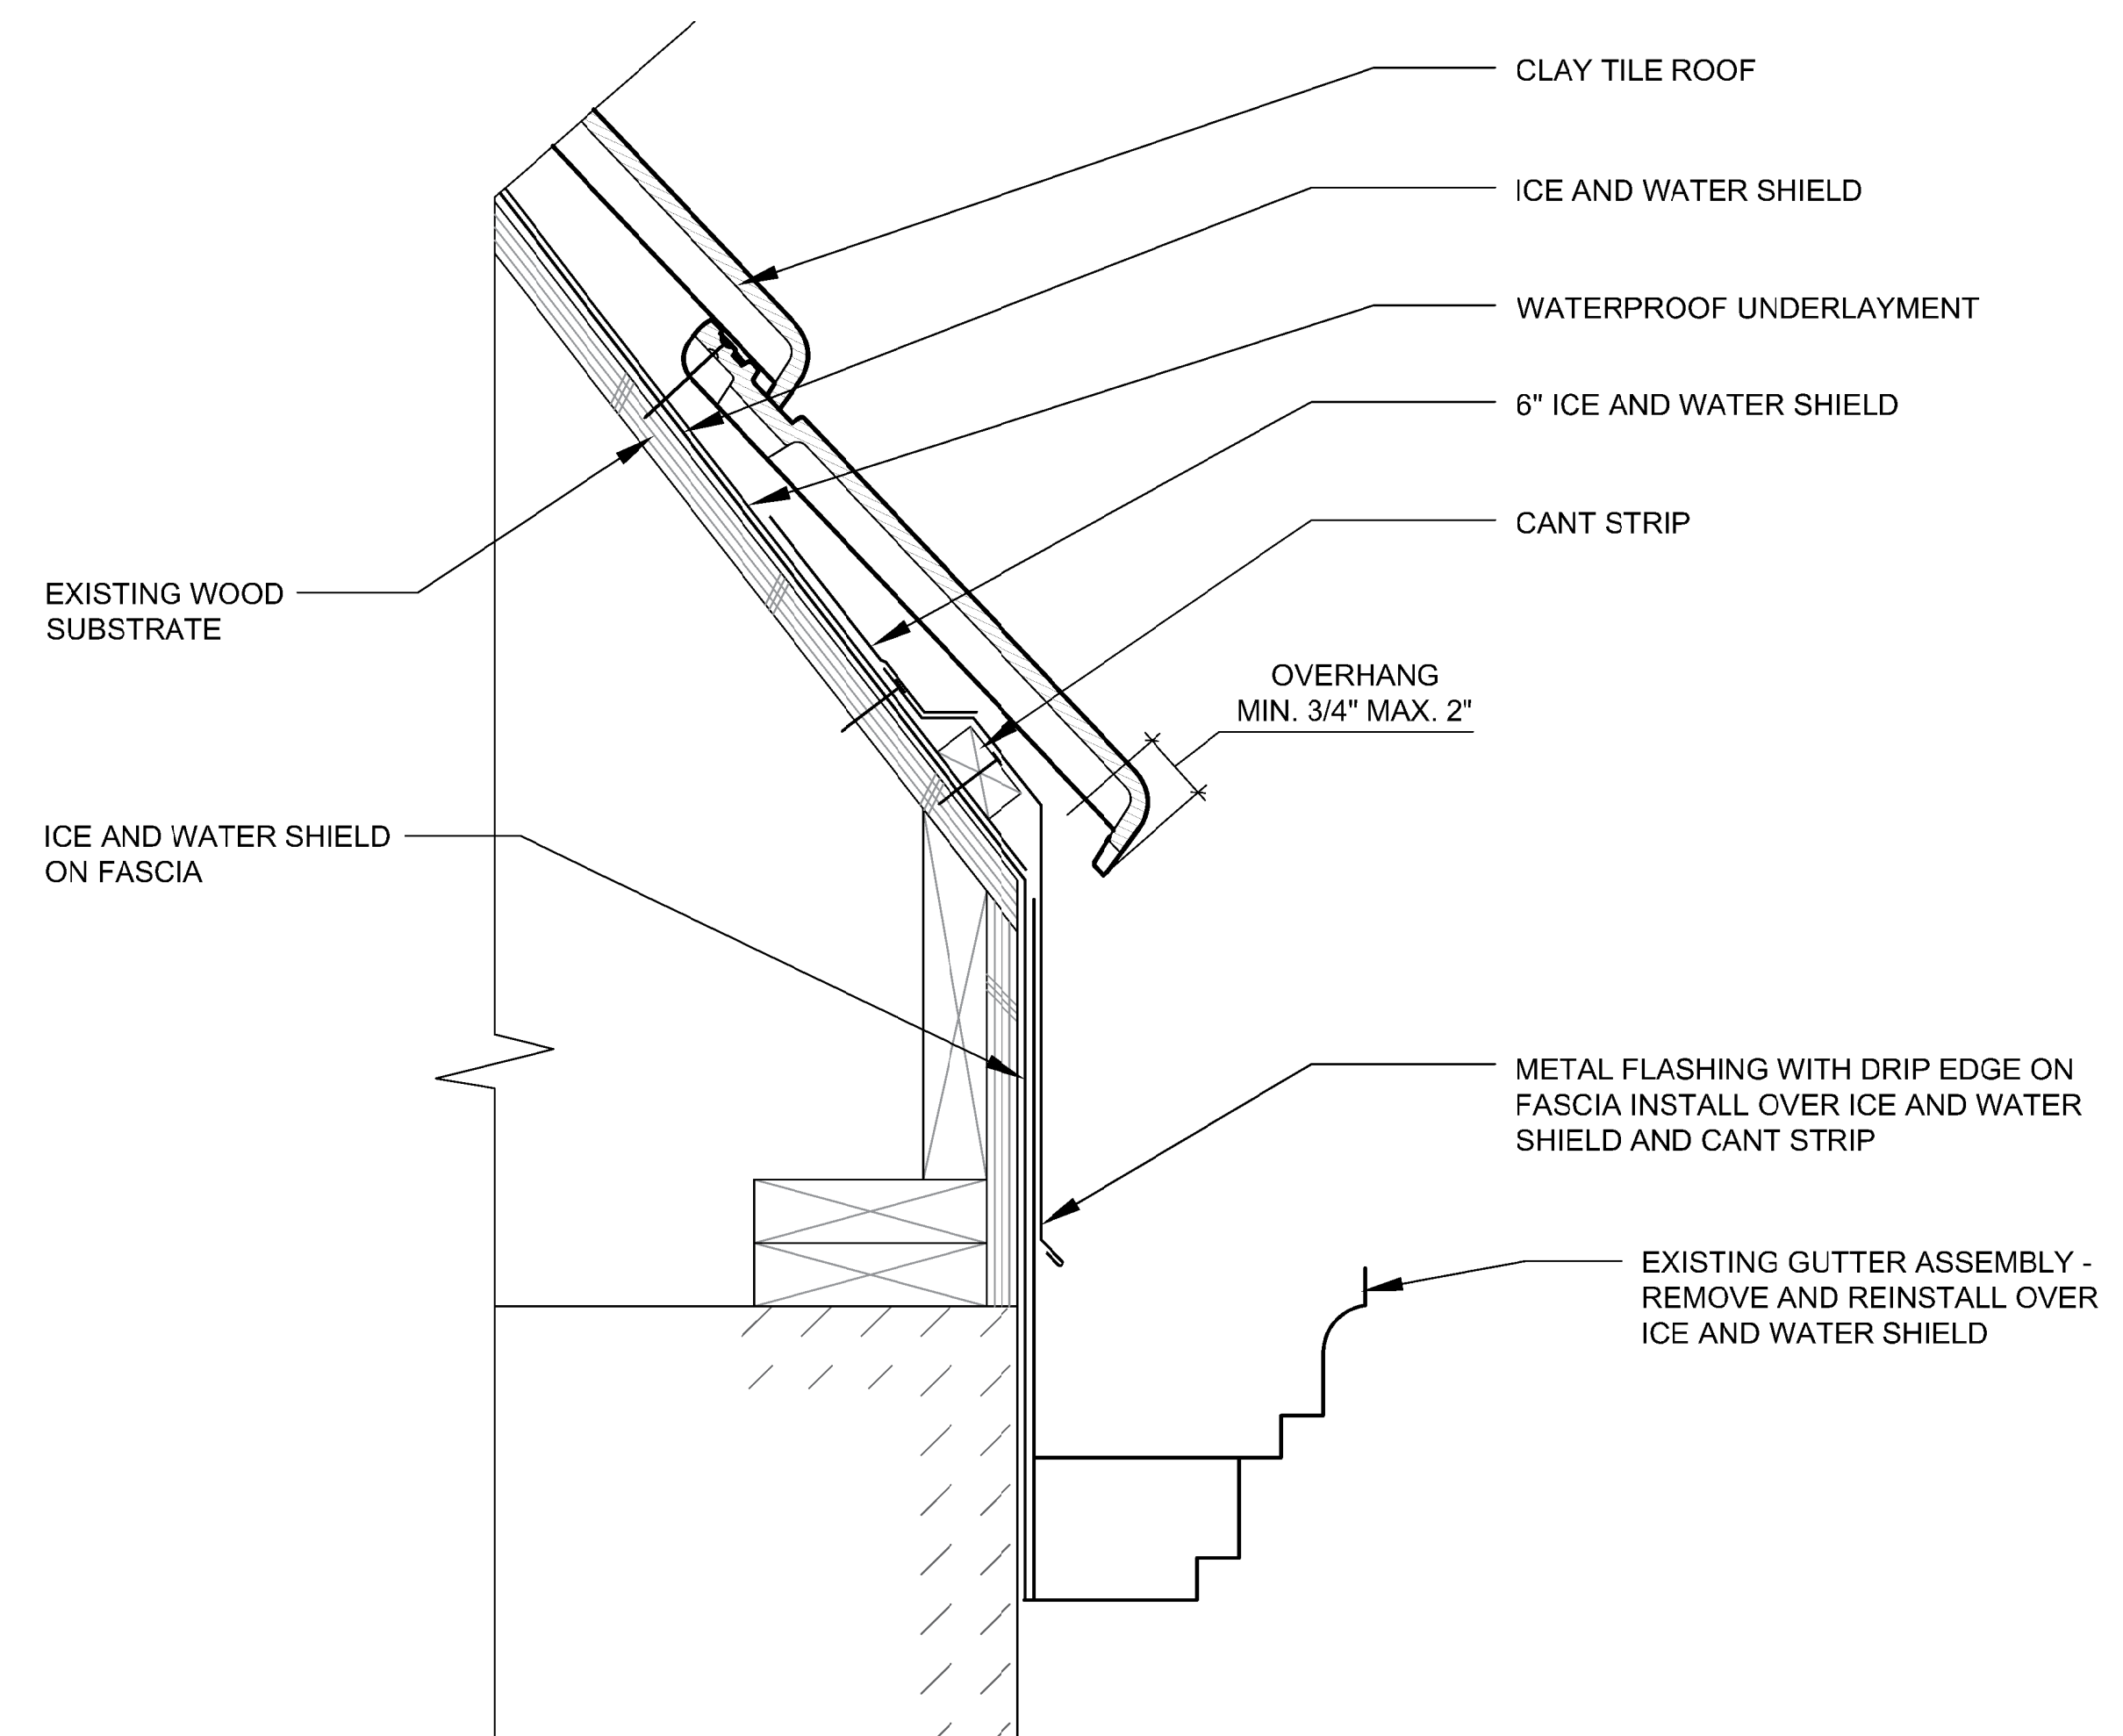 CLAY TILE ROOF
ICE AND WATER SHIELD
WATERPROOF UNDERLAYMENT
6" ICE AND WATER SHIELD
CANT STRIP
EXISTING WOOD
SUBSTRATE
OVERHANG
MIN. 3/4" MAX. 2"
ICE AND WATER SHIELD
ON FASCIA
METAL FLASHING WITH DRIP EDGE ON
FASCIA INSTALL OVER ICE AND WATER
SHIELD AND CANT STRIP
EXISTING GUTTER ASSEMBLY -
REMOVE AND REINSTALL OVER
ICE AND WATER SHIELD